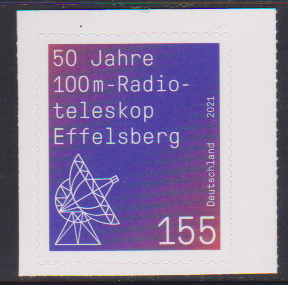 50 Jahre
100m-Radio-
teleskop
Effelsberg
Deutschland 2021
155